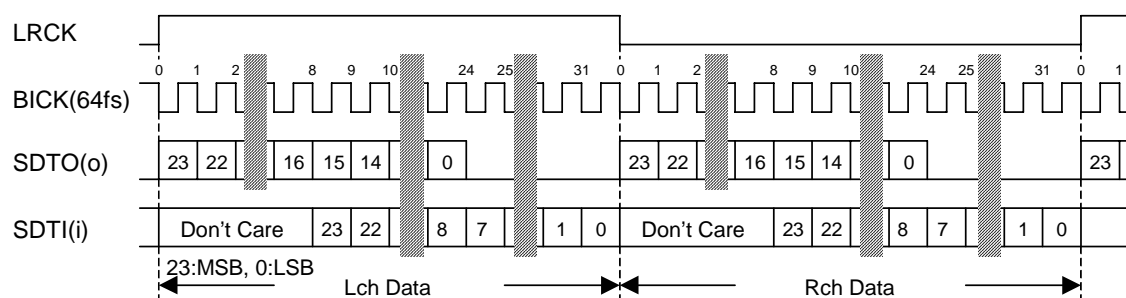 LRCK
0 1 2 8 9 10 24 25 31 0 1 2 8 9 10 24 25 31 0 1
BICK(64fs)
SDTO(o) 23 22 16 15 14 0 23 22 16 15 14 0 23
SDTI(i) Don't Care 23 22 8 7 1 0 Don't Care 23 22 8 7 1 0
23:MSB, 0:LSB
Lch Data Rch Data